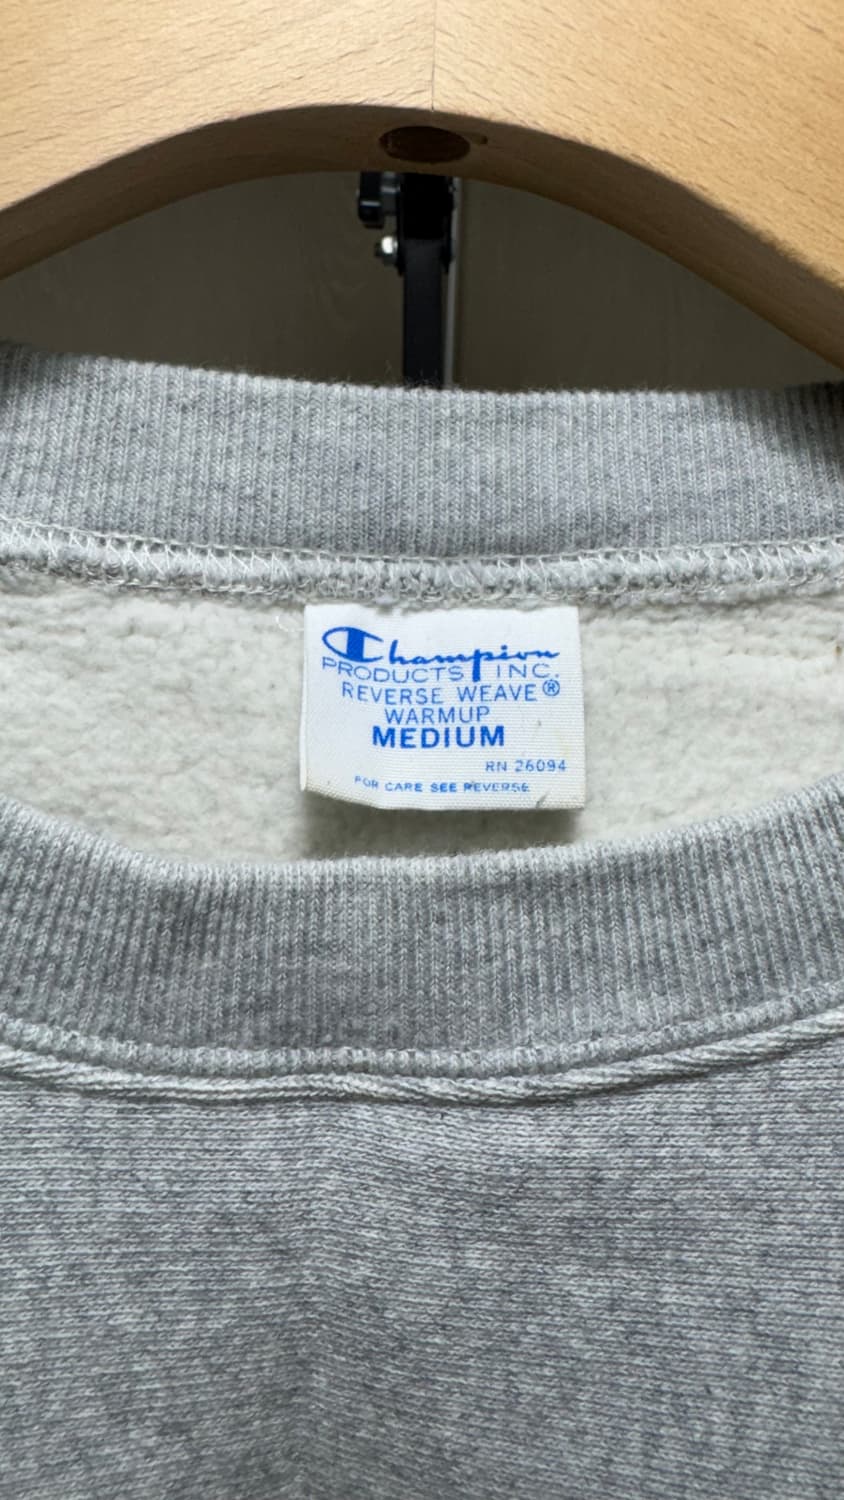 Champion
PRODUCTS INC.
REVERSE WEAVE®
WARMUP
MEDIUM
RN 26094
FOR CARE SEE REVERSE